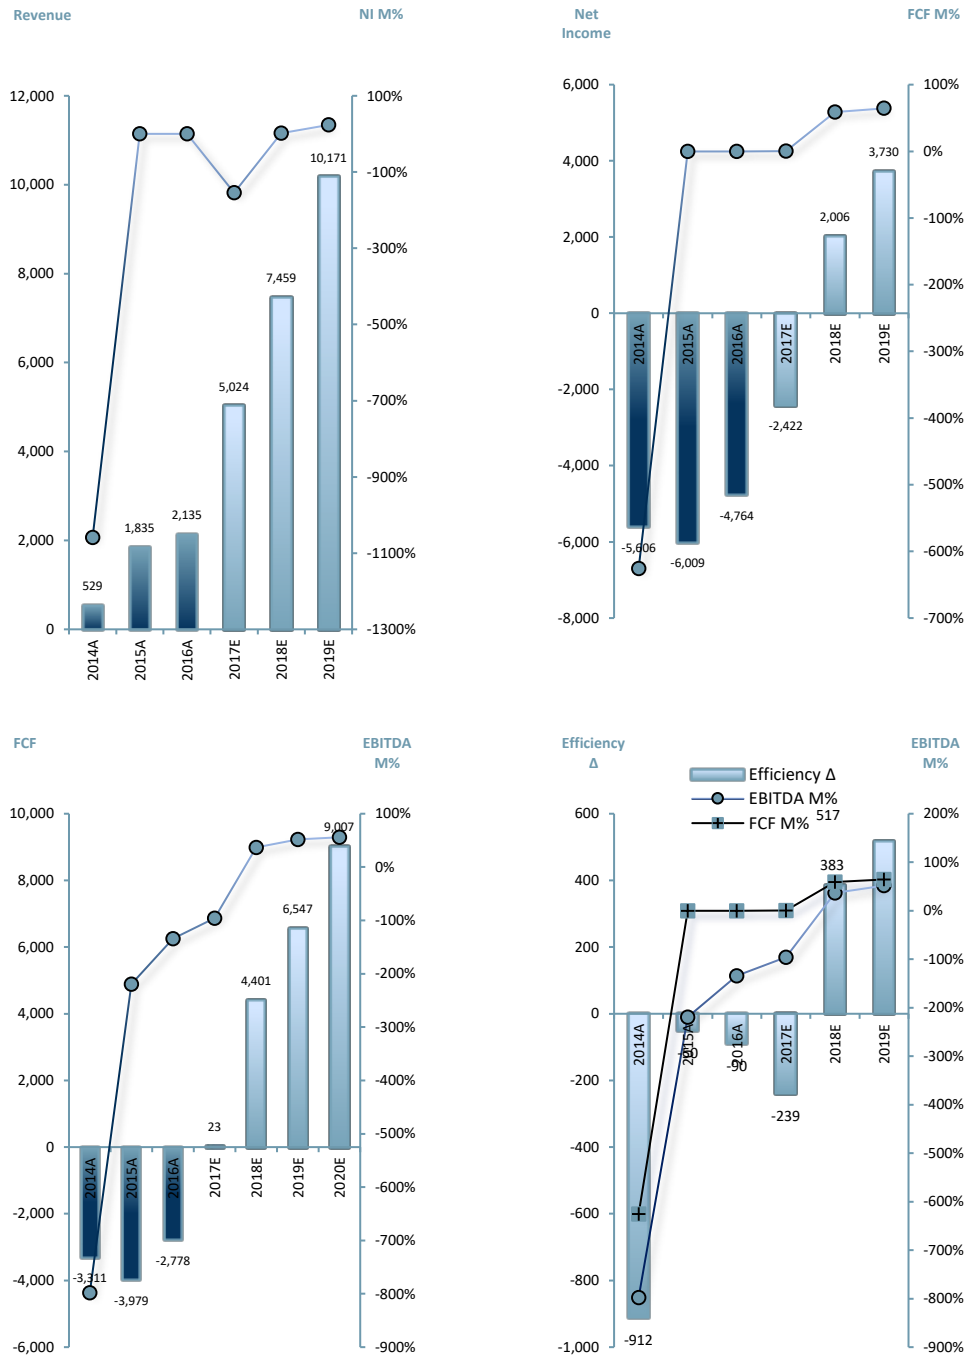 Revenue
NI M%
12,000
10,000
8,000
6,000
4,000
2,000
0
100%
-100%
-300%
-500%
-700%
-900%
-1100%
-1300%
529
1,835
2,135
5,024
7,459
10,171
2014A
2015A
2016A
2017E
2018E
2019E
Net
Income
FCF M%
6,000
4,000
2,000
0
-2,000
-4,000
-6,000
-8,000
100%
0%
-100%
-200%
-300%
-400%
-500%
-600%
-700%
-5,606
-6,009
-4,764
-2,422
2,006
3,730
2014A
2015A
2016A
2017E
2018E
2019E
FCF
EBITDA
M%
10,000
8,000
6,000
4,000
2,000
0
-2,000
-4,000
-6,000
100%
0%
-100%
-200%
-300%
-400%
-500%
-600%
-700%
-800%
-900%
-3,311
-3,979
-2,778
23
4,401
6,547
9,007
2014A
2015A
2016A
2017E
2018E
2019E
2020E
Efficiency
Δ
EBITDA
M%
Efficiency Δ
EBITDA M%
FCF M%
600
400
200
0
-200
-400
-600
-800
-1,000
200%
100%
0%
-100%
-200%
-300%
-400%
-500%
-600%
-700%
-800%
-900%
-912
-90
-239
383
517
2014A
2015A
2016A
2017E
2018E
2019E